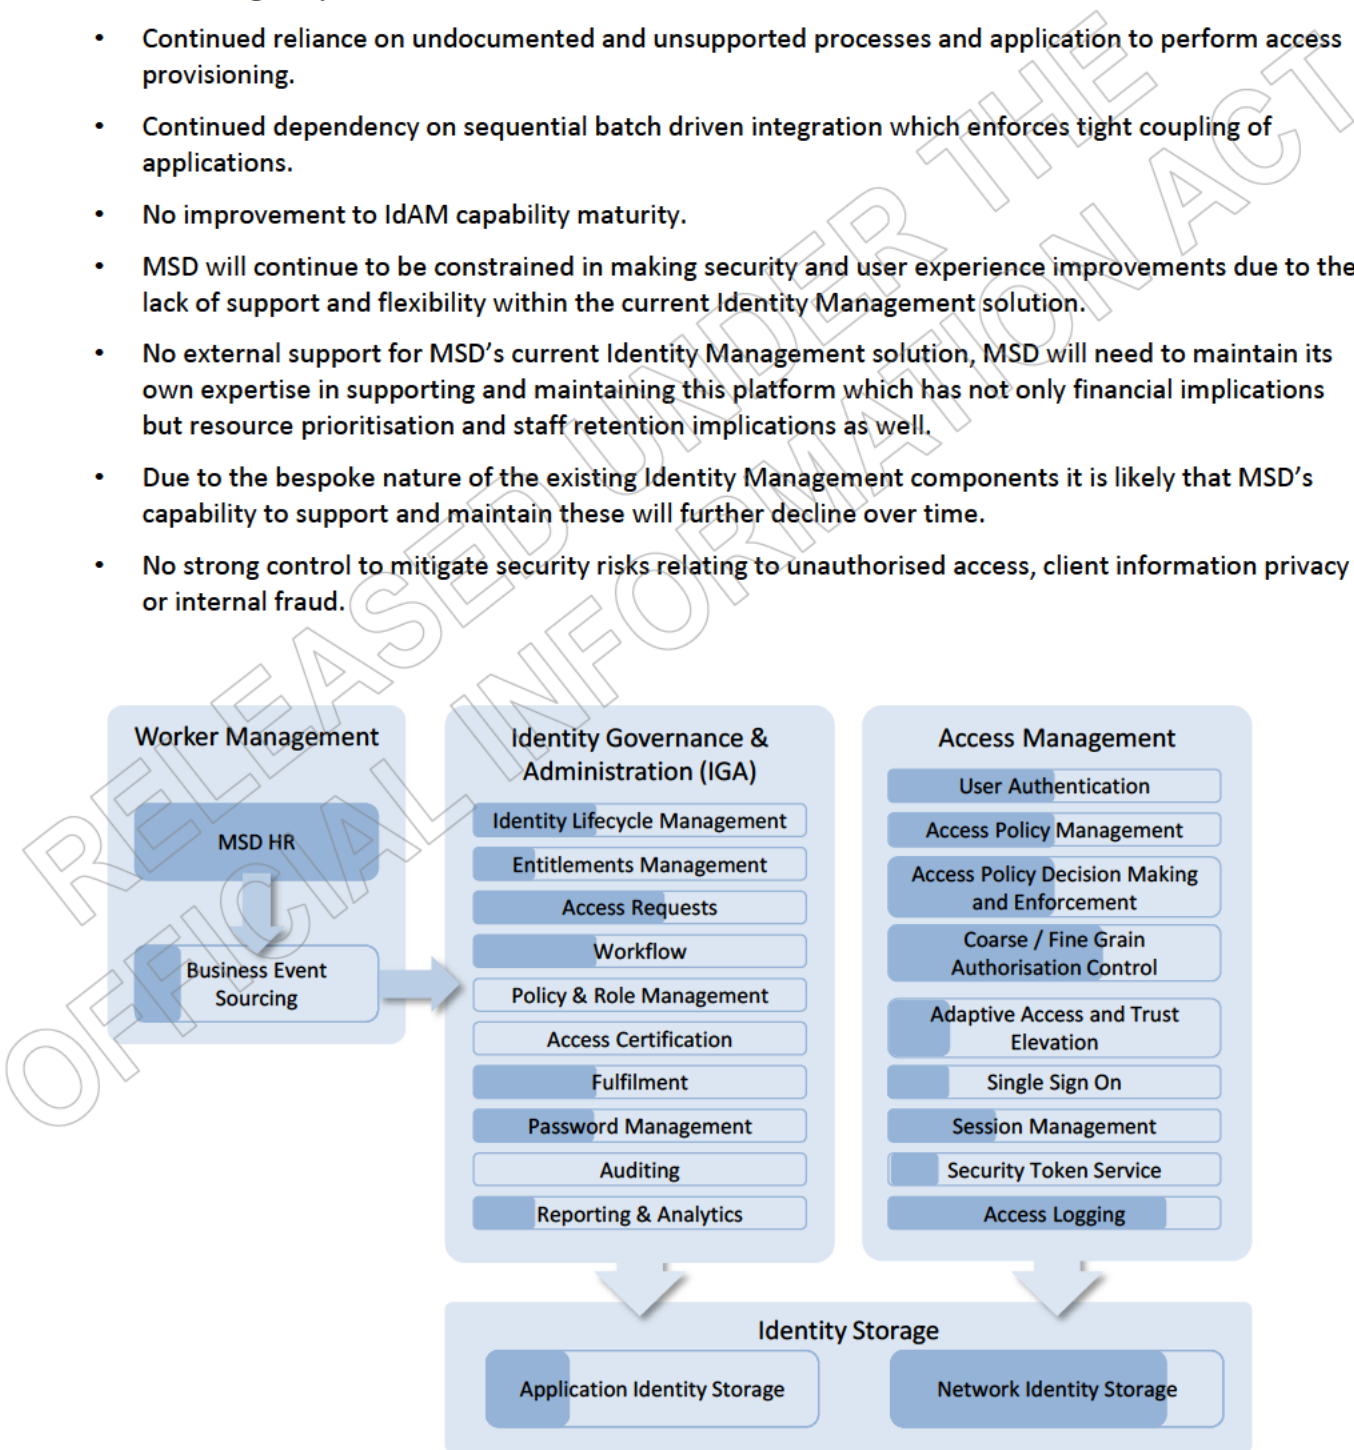 • Continued reliance on undocumented and unsupported processes and application to perform access
provisioning.
• Continued dependency on sequential batch driven integration which enforces tight coupling of
applications.
• No improvement to IdAM capability maturity.
• MSD will continue to be constrained in making security and user experience improvements due to the
lack of support and flexibility within the current Identity Management solution.
• No external support for MSD's current Identity Management solution, MSD will need to maintain its
own expertise in supporting and maintaining this platform which has not only financial implications
but resource prioritisation and staff retention implications as well.
• Due to the bespoke nature of the existing Identity Management components it is likely that MSD's
capability to support and maintain these will further decline over time.
• No strong control to mitigate security risks relating to unauthorised access, client information privacy
or internal fraud.
RELEASED UNDER THE
OFFICIAL INFORMATION ACT
Worker Management
MSD HR
Business Event
Sourcing
Identity Governance &
Administration (IGA)
Identity Lifecycle Management
Entitlements Management
Access Requests
Workflow
Policy & Role Management
Access Certification
Fulfilment
Password Management
Auditing
Reporting & Analytics
Access Management
User Authentication
Access Policy Management
Access Policy Decision Making
and Enforcement
Coarse / Fine Grain
Authorisation Control
Adaptive Access and Trust
Elevation
Single Sign On
Session Management
Security Token Service
Access Logging
Identity Storage
Application Identity Storage
Network Identity Storage